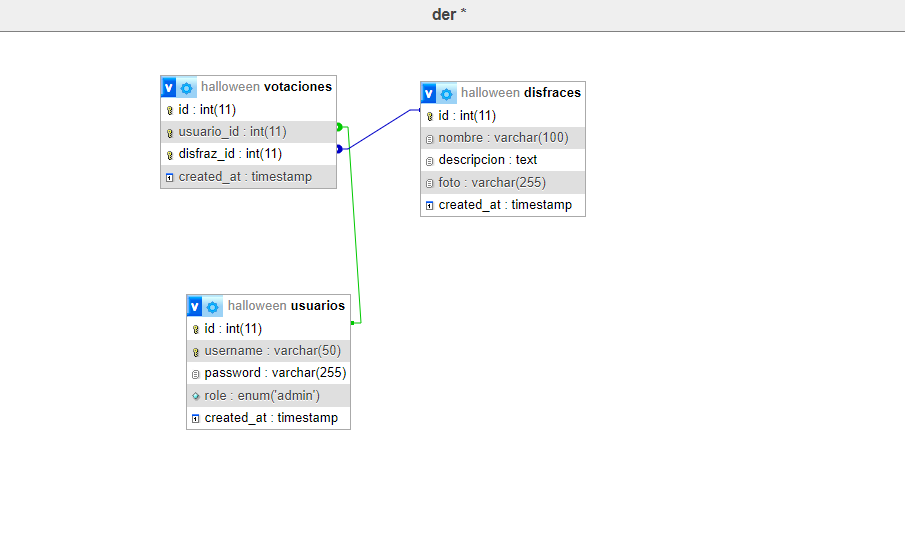 der *
halloween votaciones
id : int(11)
usuario_id : int(11)
disfraz_id : int(11)
created_at : timestamp
halloween disfraces
id : int(11)
nombre : varchar(100)
descripcion : text
foto : varchar(255)
created_at : timestamp
halloween usuarios
id : int(11)
username : varchar(50)
password : varchar(255)
role : enum('admin')
created_at : timestamp